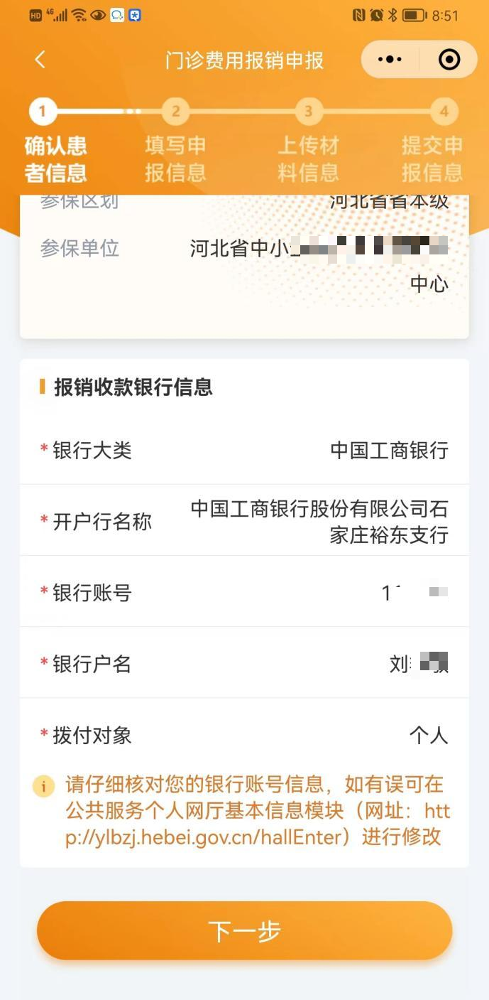 HD 4G 8:51
门诊费用报销申报
1 2 3 4
确认患 填写申 上传材 提交申
者信息 报信息 料信息 报信息
参保区划 河北省省本级
参保单位 河北省中小
中心
报销收款银行信息
*银行大类 中国工商银行
*开户行名称 中国工商银行股份有限公司石
家庄裕东支行
*银行账号 1
*银行户名 刘
*拨付对象 个人
请仔细核对您的银行账号信息，如有误可在
公共服务个人网厅基本信息模块（网址：htt
p://ylbzj.hebei.gov.cn/hallEnter）进行修改
下一步